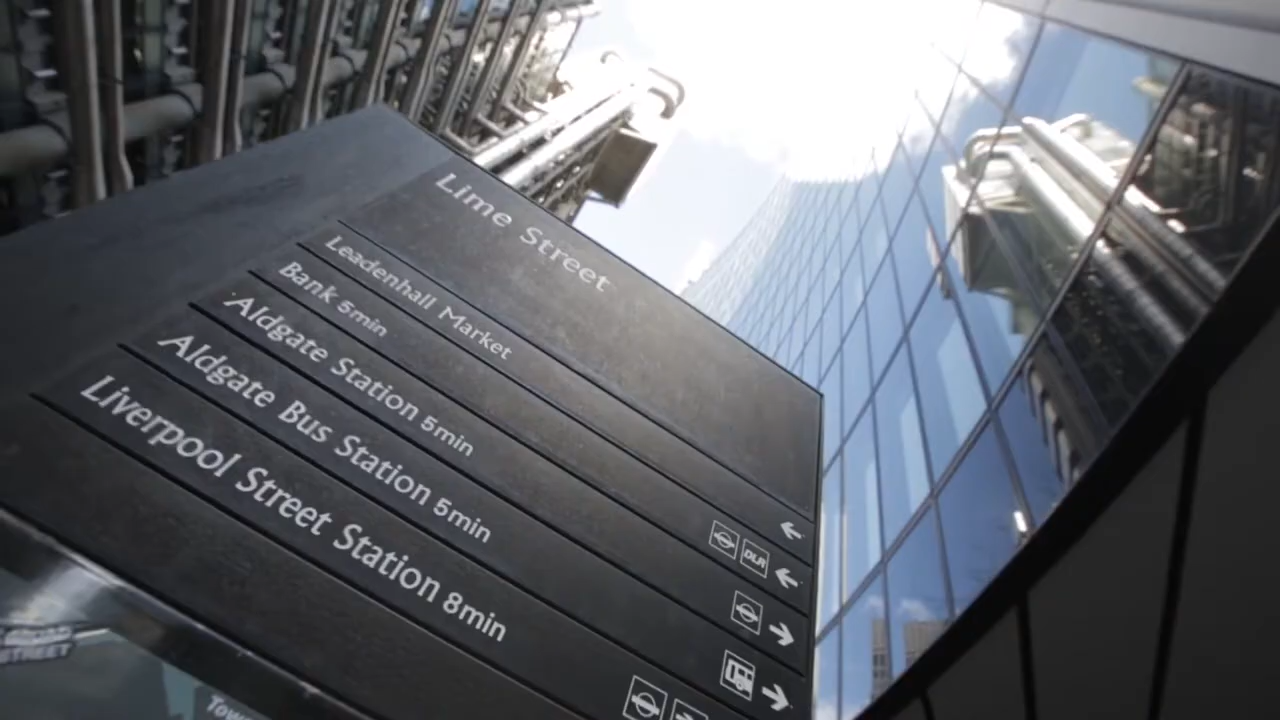 Lime Street
Leadenhall Market
Bank 5min
DLR
Aldgate Station 5min
Aldgate Bus Station 5min
Liverpool Street Station 8min
STREET
Tow